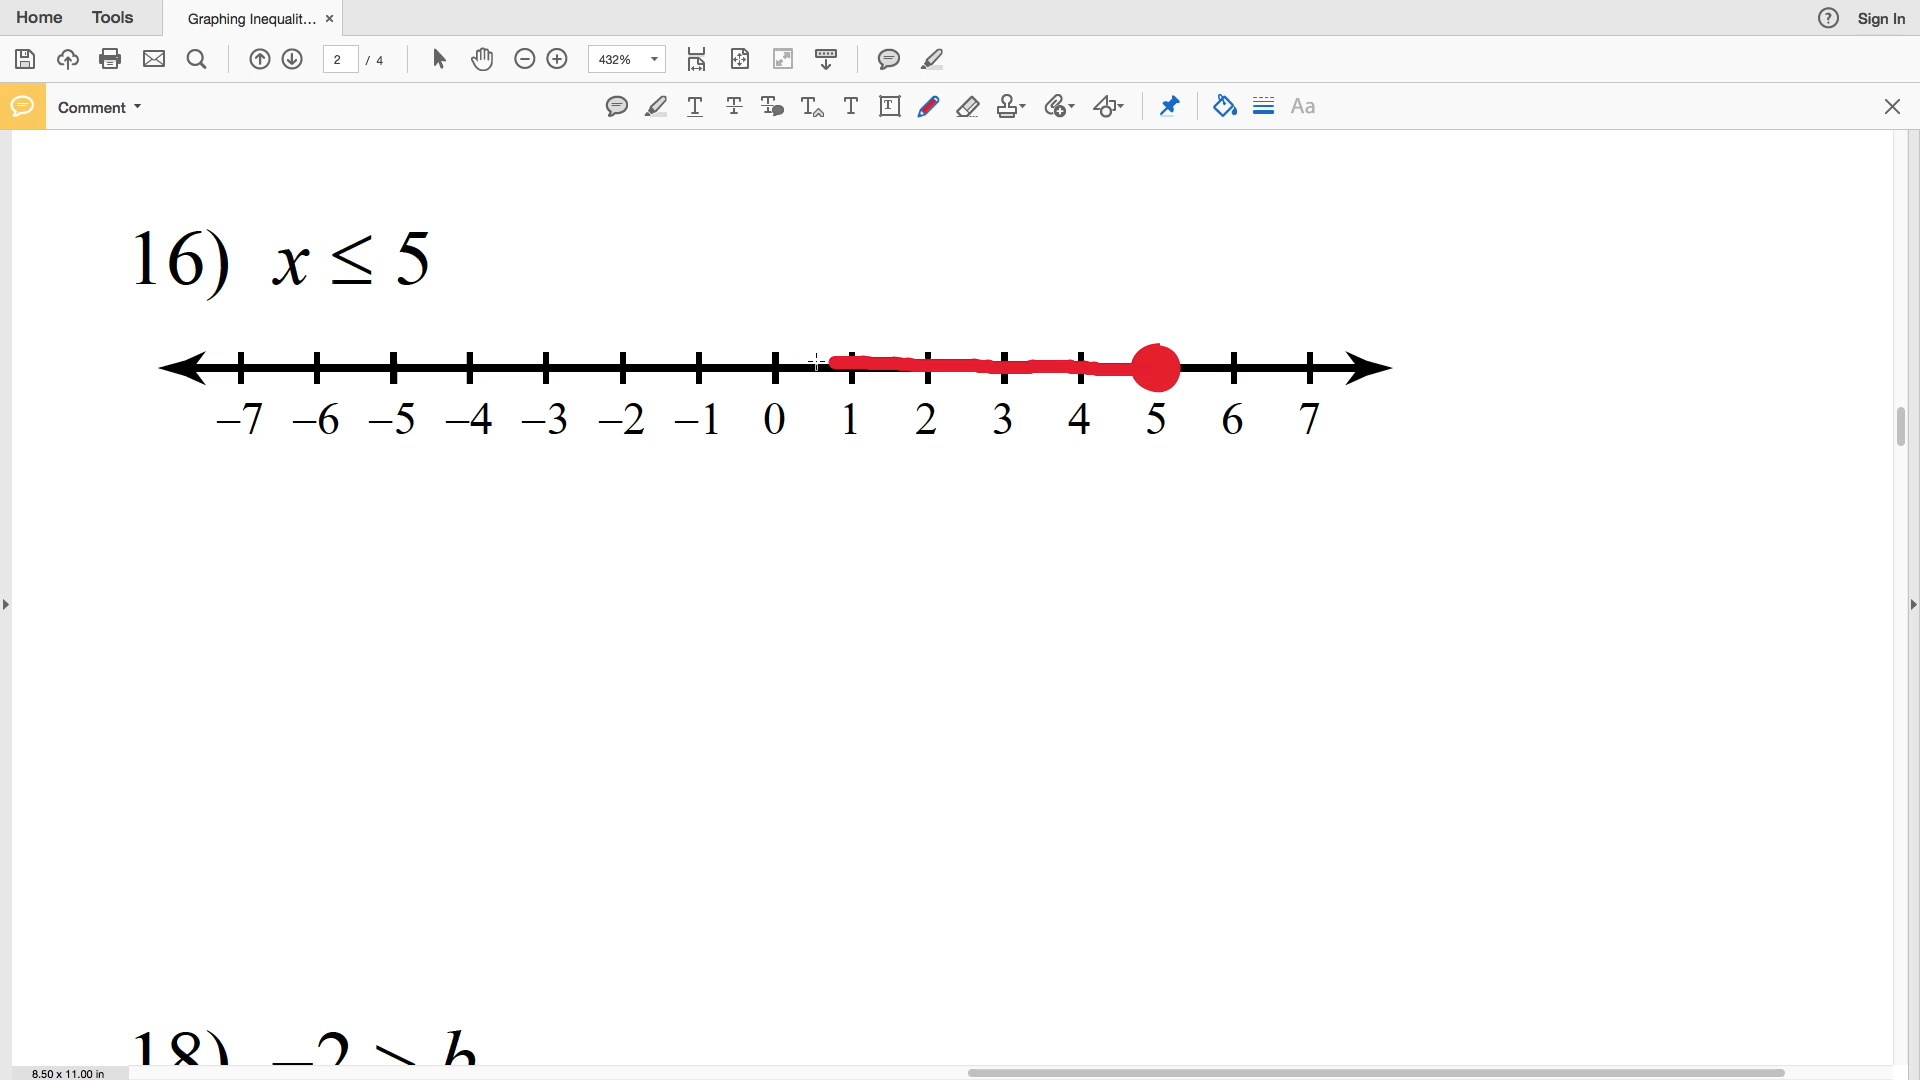 Home Tools Graphing Inequalit... × ? Sign In
2 / 4 432%
Comment T T T T T T Aa
16) x ≤ 5
–7 –6 –5 –4 –3 –2 –1 0 1 2 3 4 5 6 7
8.50 x 11.00 in